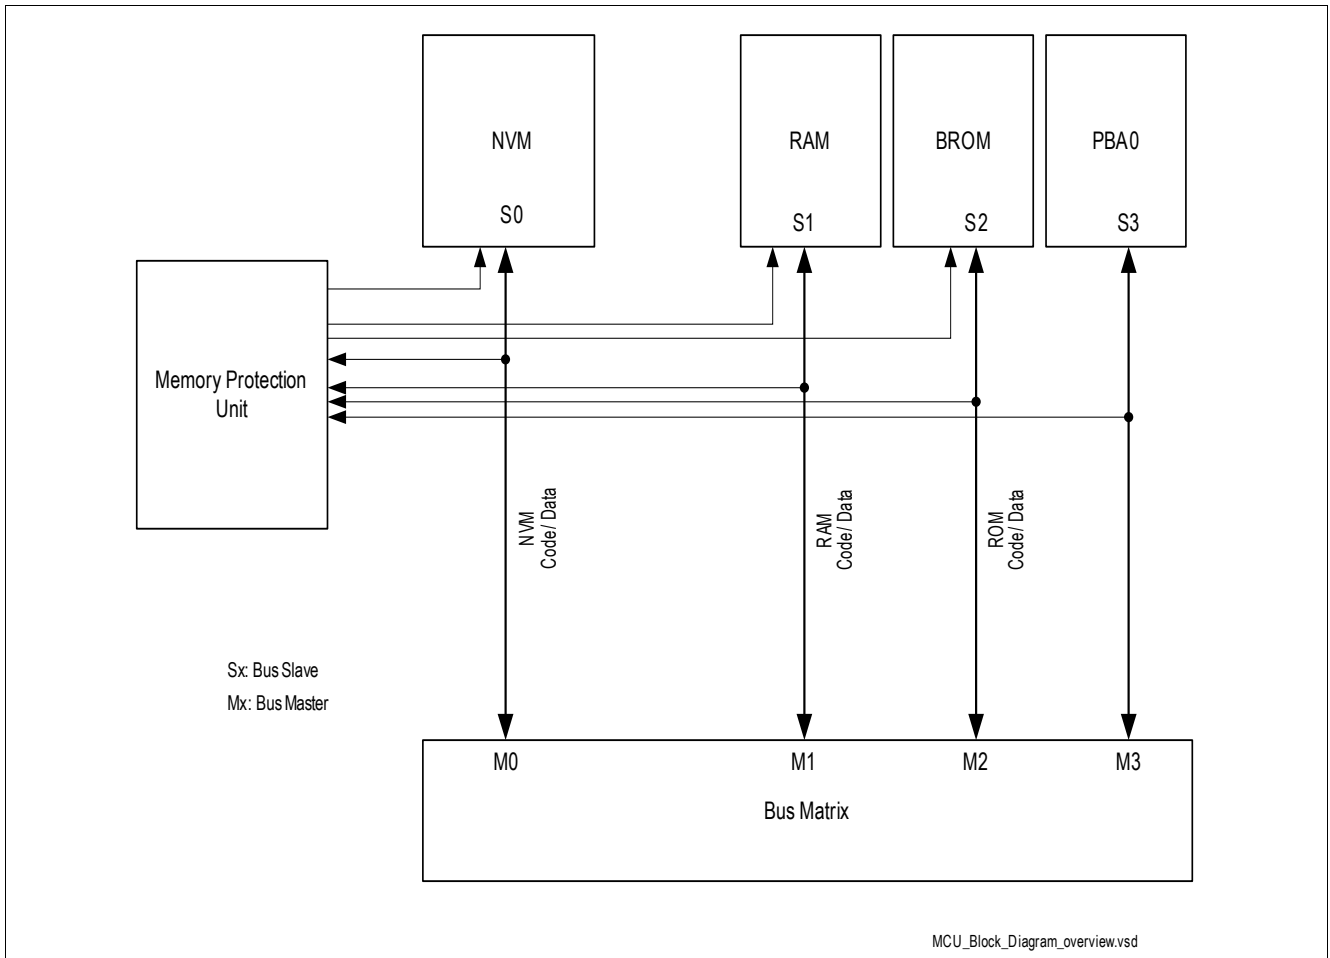 NVM
RAM
BROM
PBA0
S0
S1
S2
S3
Memory Protection
Unit
NVM
Code/ Data
RAM
Code/ Data
ROM
Code/ Data
Sx: Bus Slave
Mx: Bus Master
M0
M1
M2
M3
Bus Matrix
MCU_Block_Diagram_overview.vsd